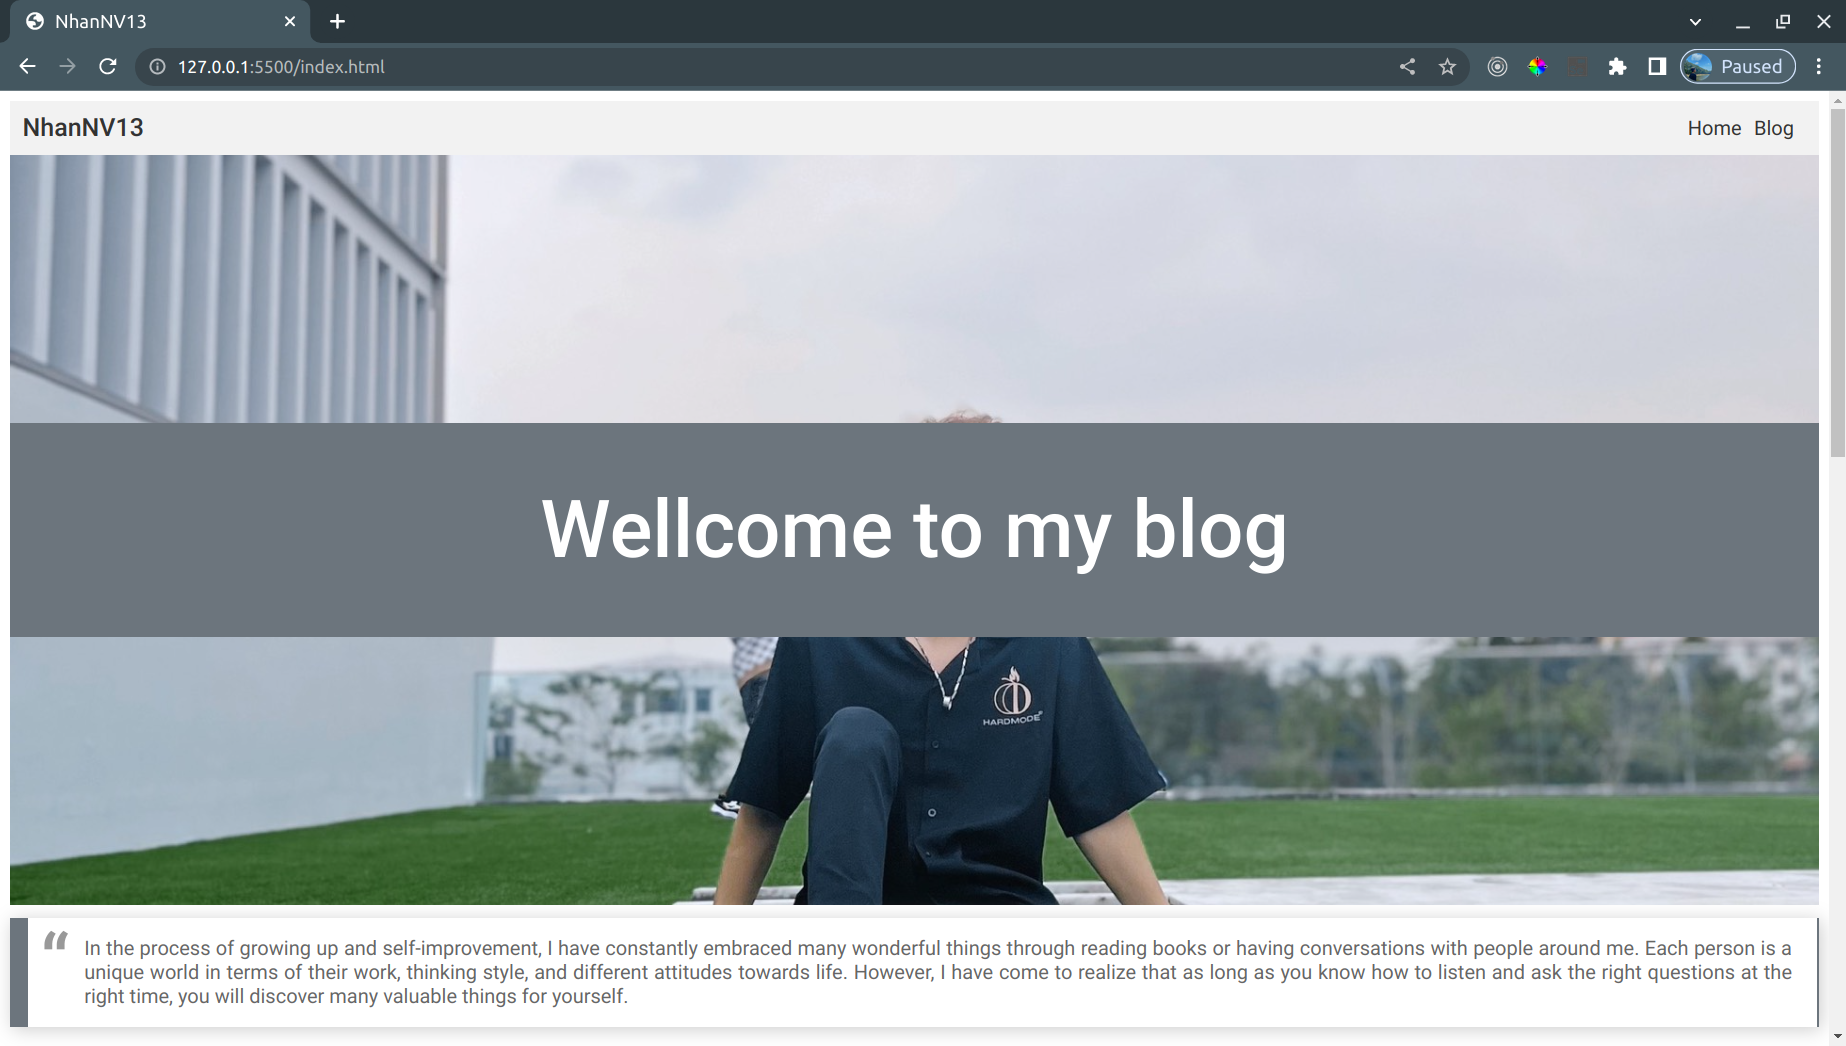 NhanNV13
127.0.0.1:5500/index.html
Paused
NhanNV13
Home Blog
Wellcome to my blog
HARDMODE
“ In the process of growing up and self-improvement, I have constantly embraced many wonderful things through reading books or having conversations with people around me. Each person is a
unique world in terms of their work, thinking style, and different attitudes towards life. However, I have come to realize that as long as you know how to listen and ask the right questions at the
right time, you will discover many valuable things for yourself.